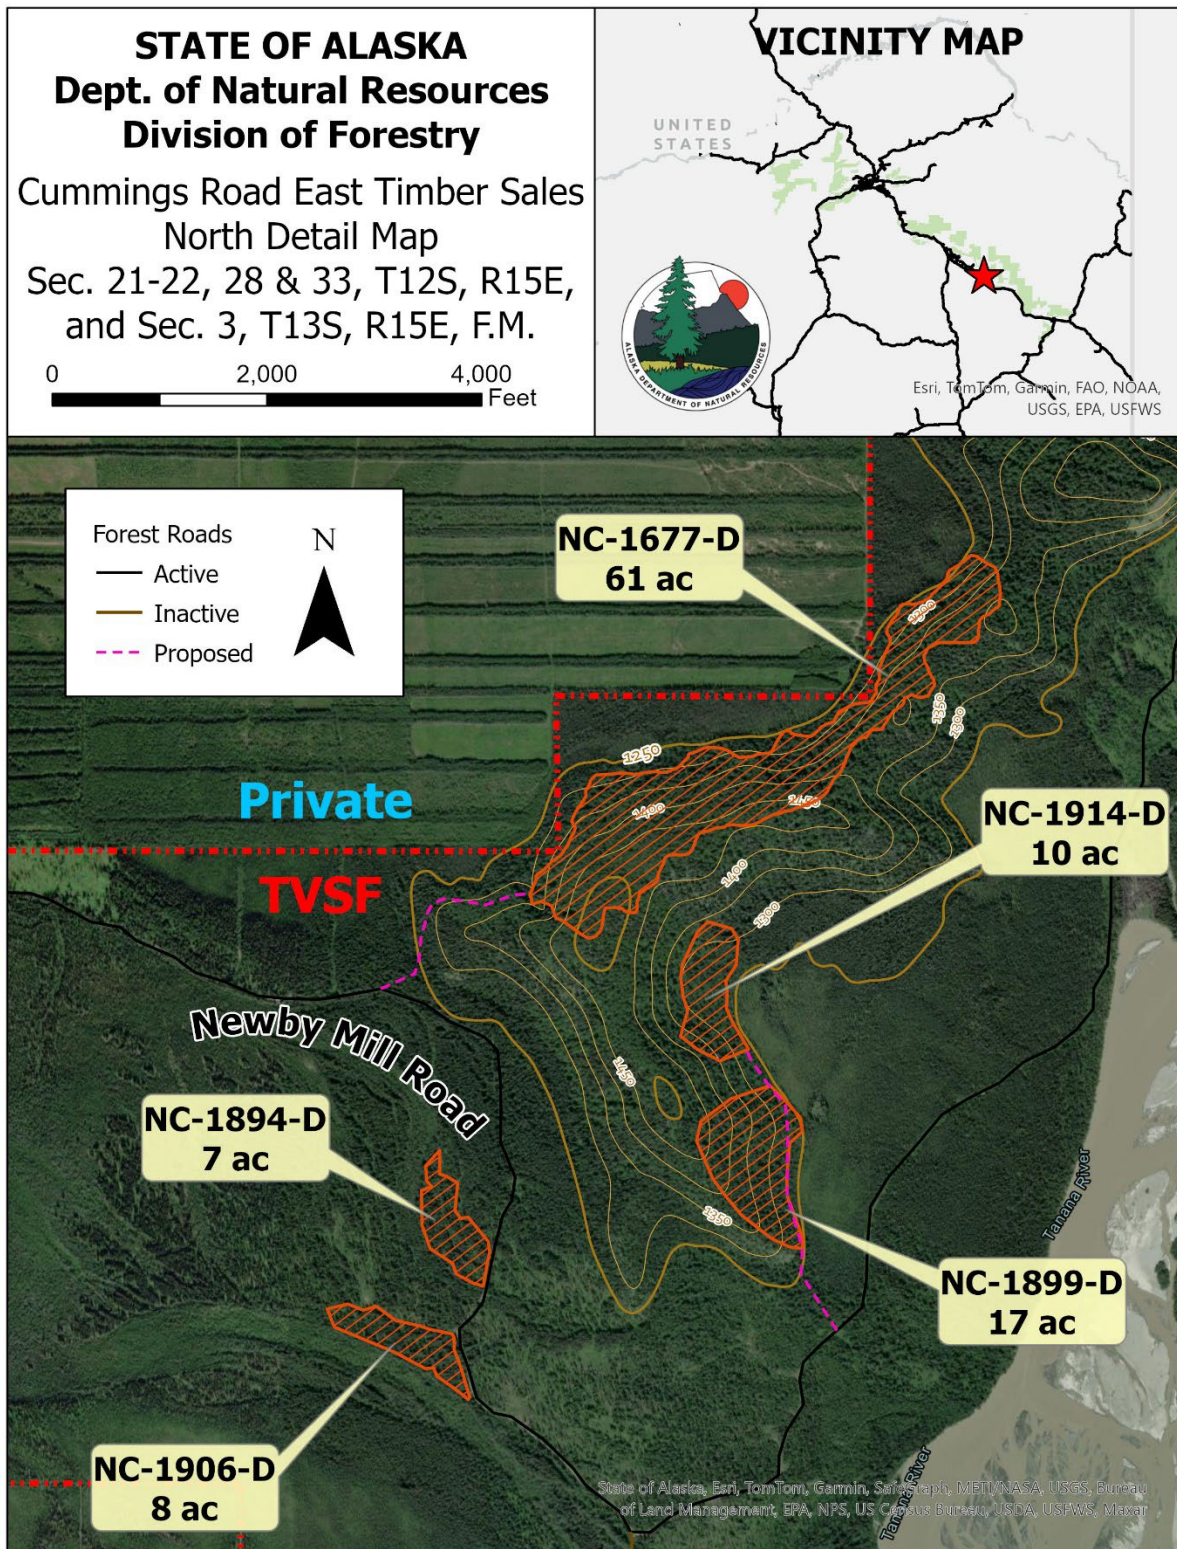 STATE OF ALASKA
Dept. of Natural Resources
Division of Forestry
Cummings Road East Timber Sales
North Detail Map
Sec. 21-22, 28 & 33, T12S, R15E,
and Sec. 3, T13S, R15E, F.M.
0 2,000 4,000
Feet
VICINITY MAP
UNITED
STATES
ALASKA DEPARTMENT OF NATURAL RESOURCES
Esri, TomTom, Garmin, FAO, NOAA,
USGS, EPA, USFWS
Forest Roads
Active
Inactive
Proposed
N
NC-1677-D
61 ac
1300
1350
1300
1250
1400
1450
Private
NC-1914-D
10 ac
TVSF
1400
1300
Newby Mill Road
1450
NC-1894-D
7 ac
1350
Tanana River
NC-1899-D
17 ac
NC-1906-D
8 ac
Tanana River
State of Alaska, Esri, TomTom, Garmin, SafeGraph, METI/NASA, USGS, Bureau
of Land Management, EPA, NPS, US Census Bureau, USDA, USFWS, Maxar